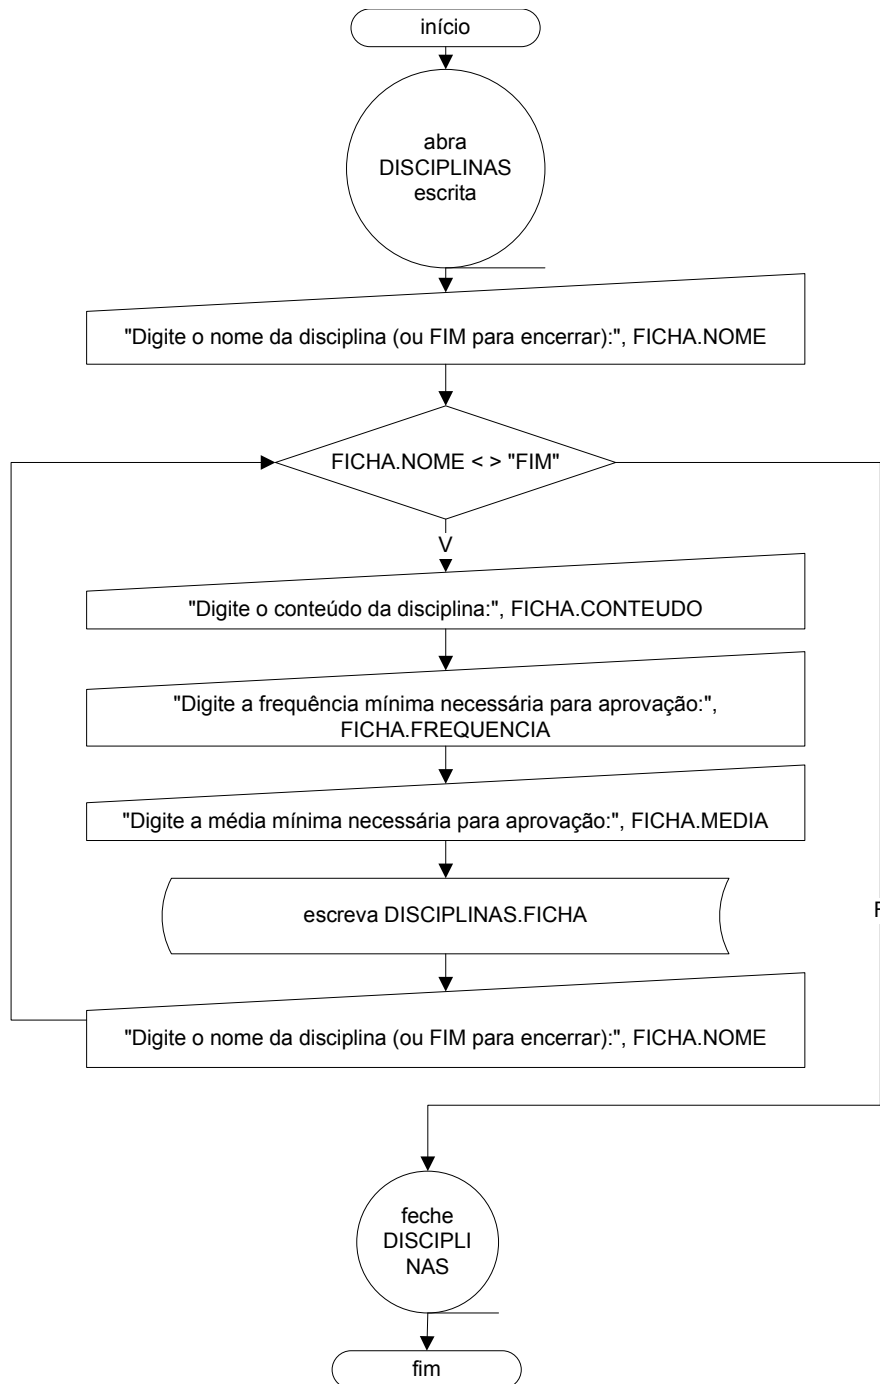 início
abra
DISCIPLINAS
escrita
"Digite o nome da disciplina (ou FIM para encerrar):", FICHA.NOME
FICHA.NOME < > "FIM"
V
"Digite o conteúdo da disciplina:", FICHA.CONTEUDO
"Digite a frequência mínima necessária para aprovação:",
FICHA.FREQUENCIA
"Digite a média mínima necessária para aprovação:", FICHA.MEDIA
escreva DISCIPLINAS.FICHA
F
"Digite o nome da disciplina (ou FIM para encerrar):", FICHA.NOME
feche
DISCIPLI
NAS
fim